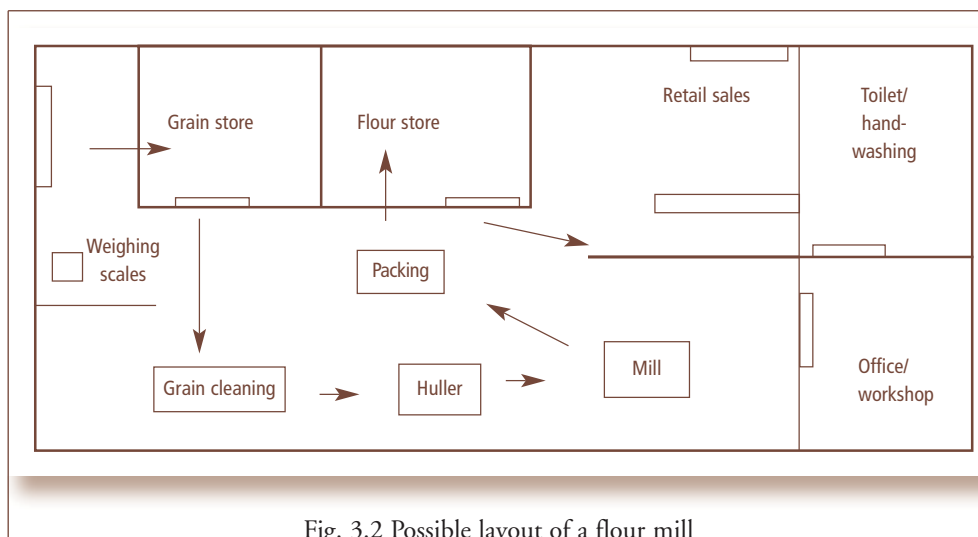 Grain store
Flour store
Retail sales
Toilet/
hand-
washing
Weighing
scales
Packing
Grain cleaning
Huller
Mill
Office/
workshop
Fig. 3.2 Possible layout of a flour mill